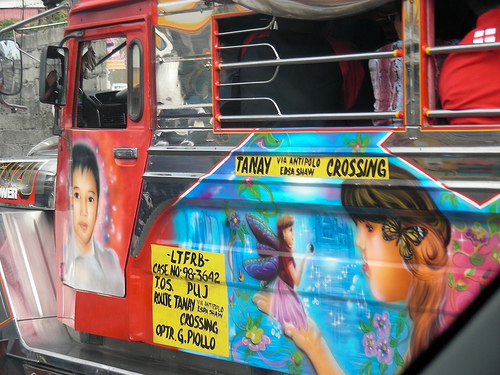 TANAY VIA ANTIPOLO EDSA SHAW CROSSING
WER
-LTFRB-
CASE NO. 98-3642
T.O.S. PUJ
ROUTE TANAY VIA ANTIPOLO EDSA SHAW
CROSSING
OPTR. G. PIOLLO